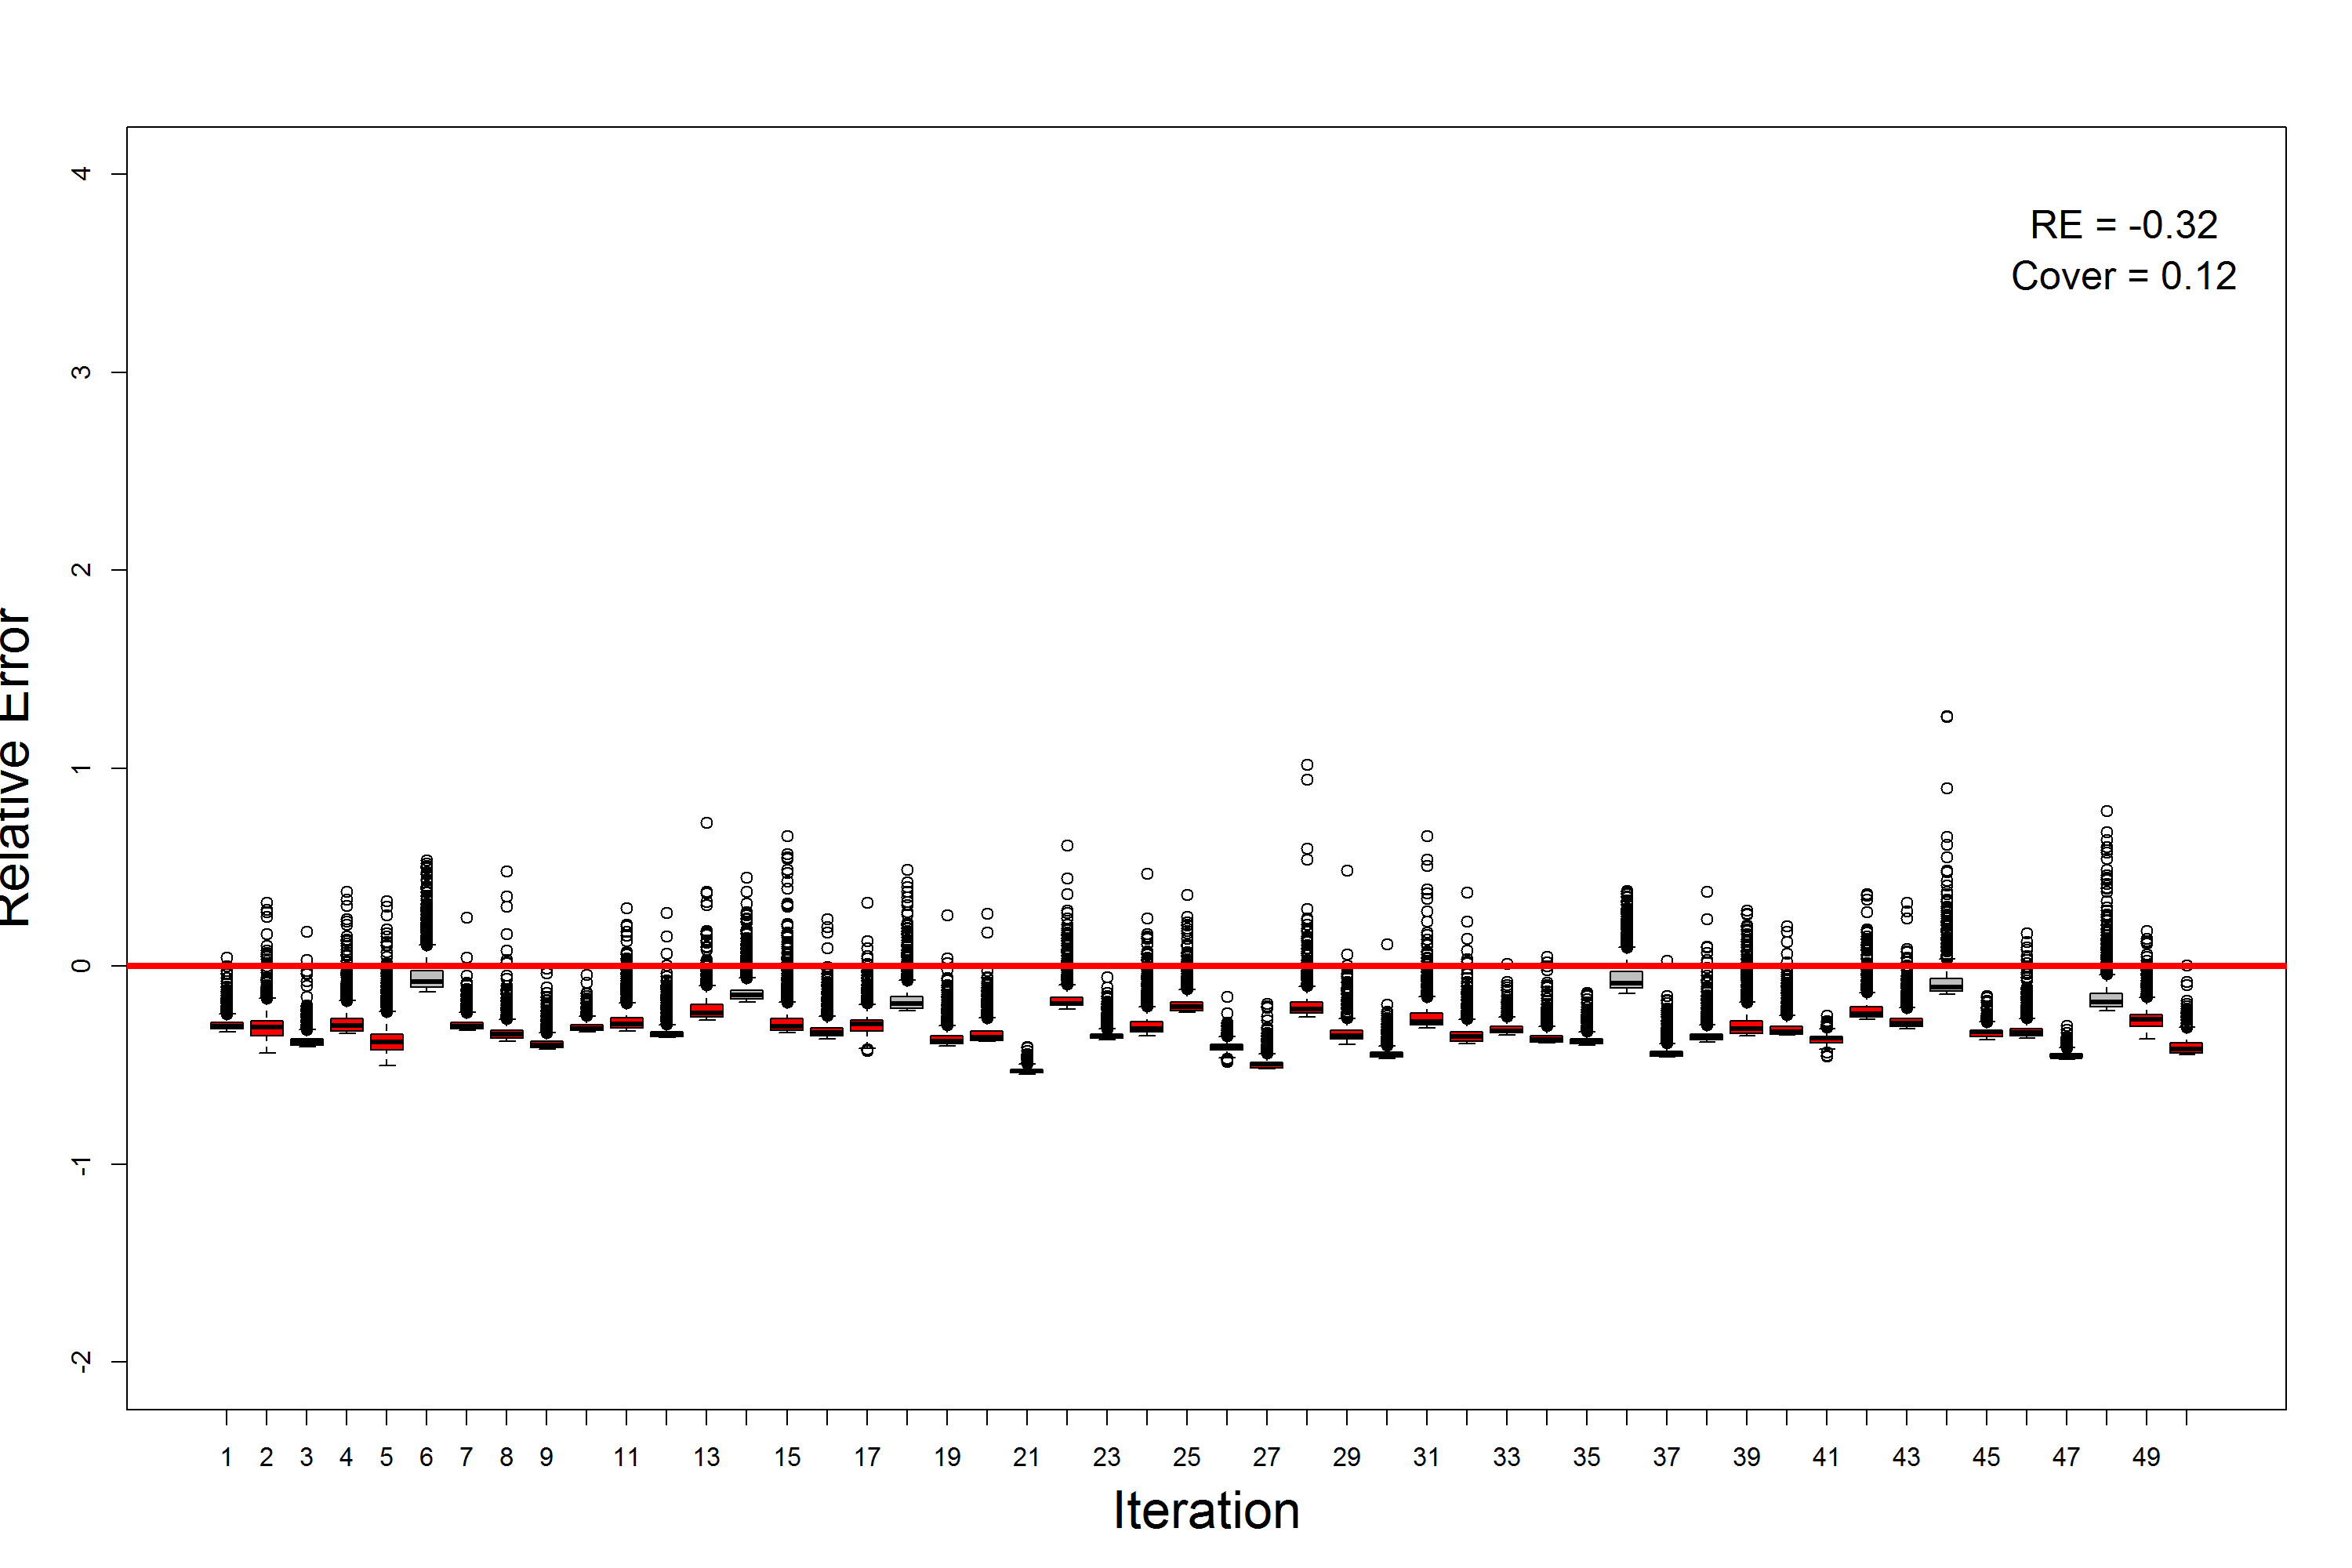 RE = -0.32
Cover = 0.12
4
3
2
1
0
-1
-2
Relative Error
1 2 3 4 5 6 7 8 9 11 13 15 17 19 21 23 25 27 29 31 33 35 37 39 41 43 45 47 49
Iteration